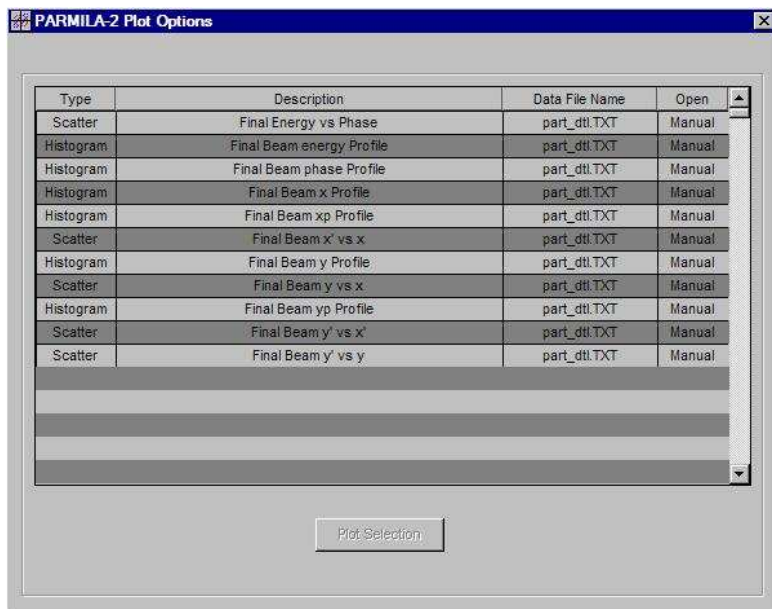 PARMILA-2 Plot Options
Type Description Data File Name Open
Scatter Final Energy vs Phase part_dtl.TXT Manual
Histogram Final Beam energy Profile part_dtl.TXT Manual
Histogram Final Beam phase Profile part_dtl.TXT Manual
Histogram Final Beam x Profile part_dtl.TXT Manual
Histogram Final Beam xp Profile part_dtl.TXT Manual
Scatter Final Beam x' vs x part_dtl.TXT Manual
Histogram Final Beam y Profile part_dtl.TXT Manual
Scatter Final Beam y vs x part_dtl.TXT Manual
Histogram Final Beam yp Profile part_dtl.TXT Manual
Scatter Final Beam y' vs x' part_dtl.TXT Manual
Scatter Final Beam y' vs y part_dtl.TXT Manual
Plot Selection